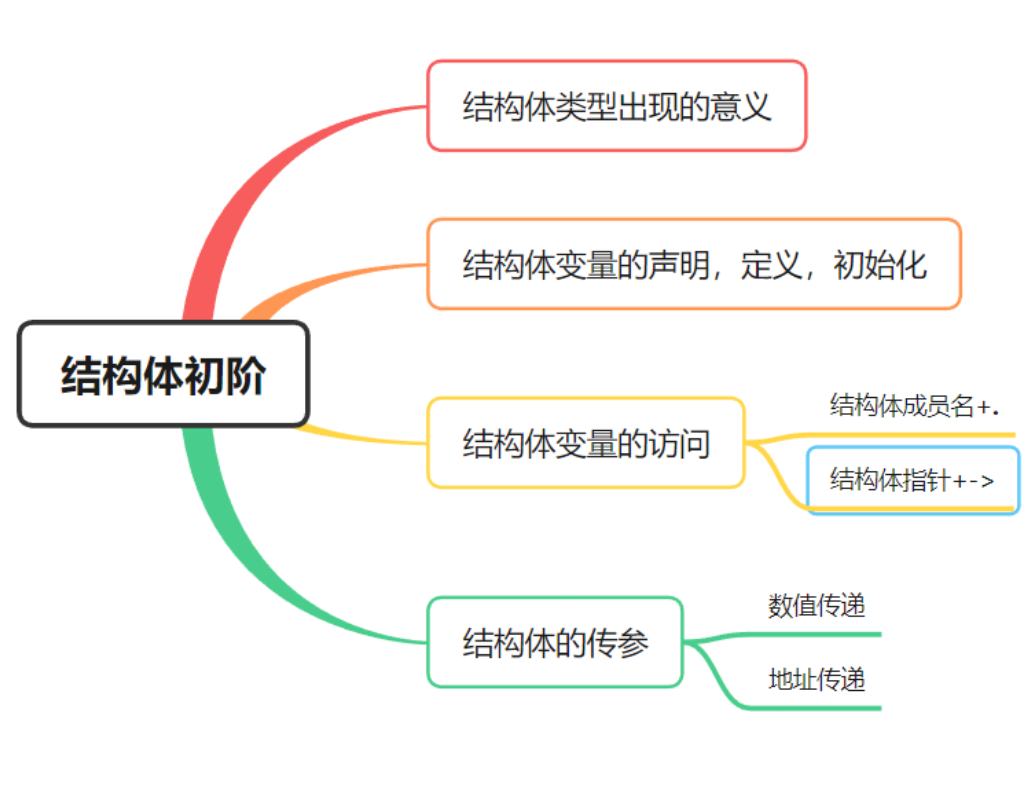 结构体类型出现的意义
结构体变量的声明，定义，初始化
结构体初阶
结构体变量的访问
结构体成员名+.
结构体指针+->
结构体的传参
数值传递
地址传递